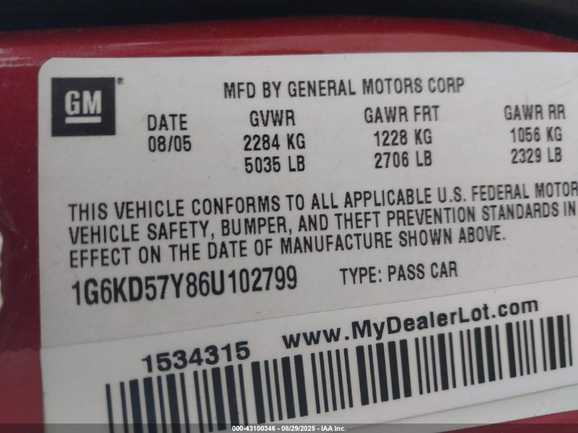 GM
MFD BY GENERAL MOTORS CORP
DATE GVWR GAWR FRT GAWR RR
08/05 2284 KG 1228 KG 1056 KG
5035 LB 2706 LB 2329 LB
THIS VEHICLE CONFORMS TO ALL APPLICABLE U.S. FEDERAL MOTOR
VEHICLE SAFETY, BUMPER, AND THEFT PREVENTION STANDARDS IN
EFFECT ON THE DATE OF MANUFACTURE SHOWN ABOVE.
1G6KD57Y86U102799 TYPE: PASS CAR
1534315 www.MyDealerLot.com
000-43100346 - 08/29/2025 - IAA Inc.